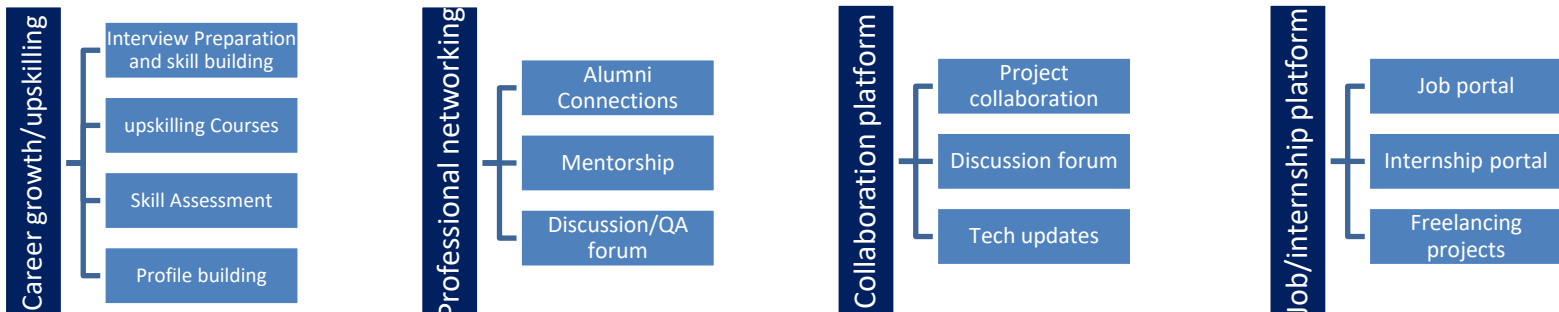 Career growth/upskilling
Interview Preparation
and skill building
upskilling Courses
Skill Assessment
Profile building
Professional networking
Alumni
Connections
Mentorship
Discussion/QA
forum
Collaboration platform
Project
collaboration
Discussion forum
Tech updates
Job/internship platform
Job portal
Internship portal
Freelancing
projects